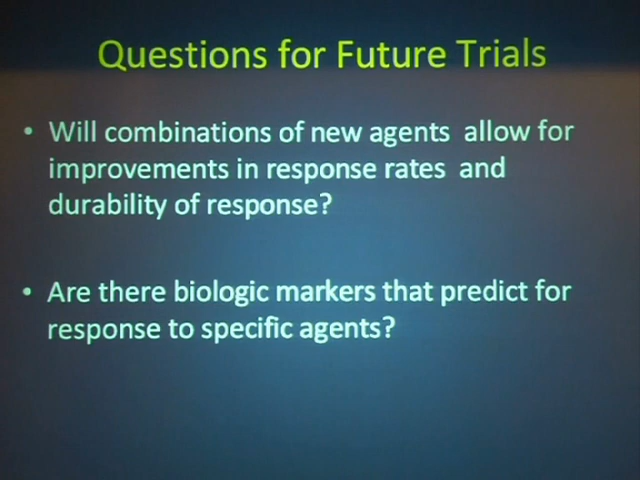 Questions for Future Trials
• Will combinations of new agents allow for
improvements in response rates and
durability of response?
• Are there biologic markers that predict for
response to specific agents?